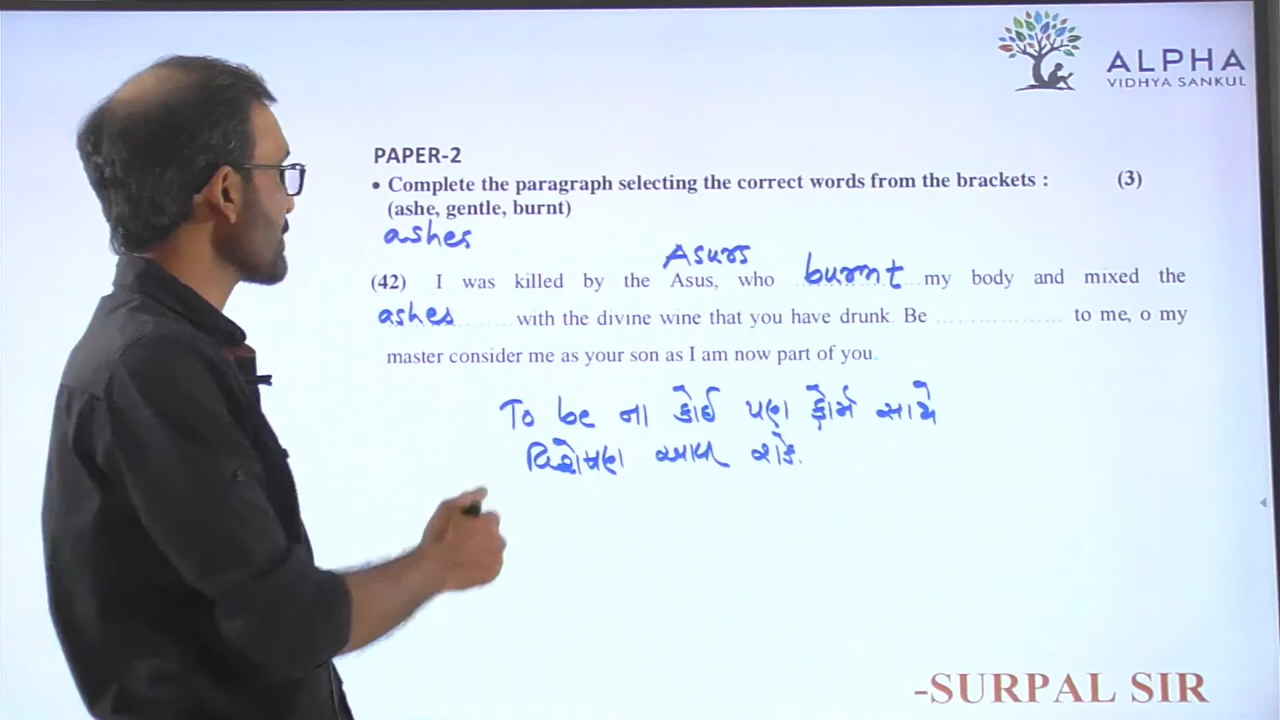 ALPHA
VIDHYA SANKUL
PAPER-2
• Complete the paragraph selecting the correct words from the brackets : (3)
(ashe, gentle, burnt)
ashes
Asurs
(42) I was killed by the Asus, who burnt my body and mixed the
ashes with the divine wine that you have drunk. Be ................... to me, o my
master consider me as your son as I am now part of you.
To be ના કોઈ પણ ફોર્મ સાથે
વિશેષણ આવી શકે.
-SURPAL SIR